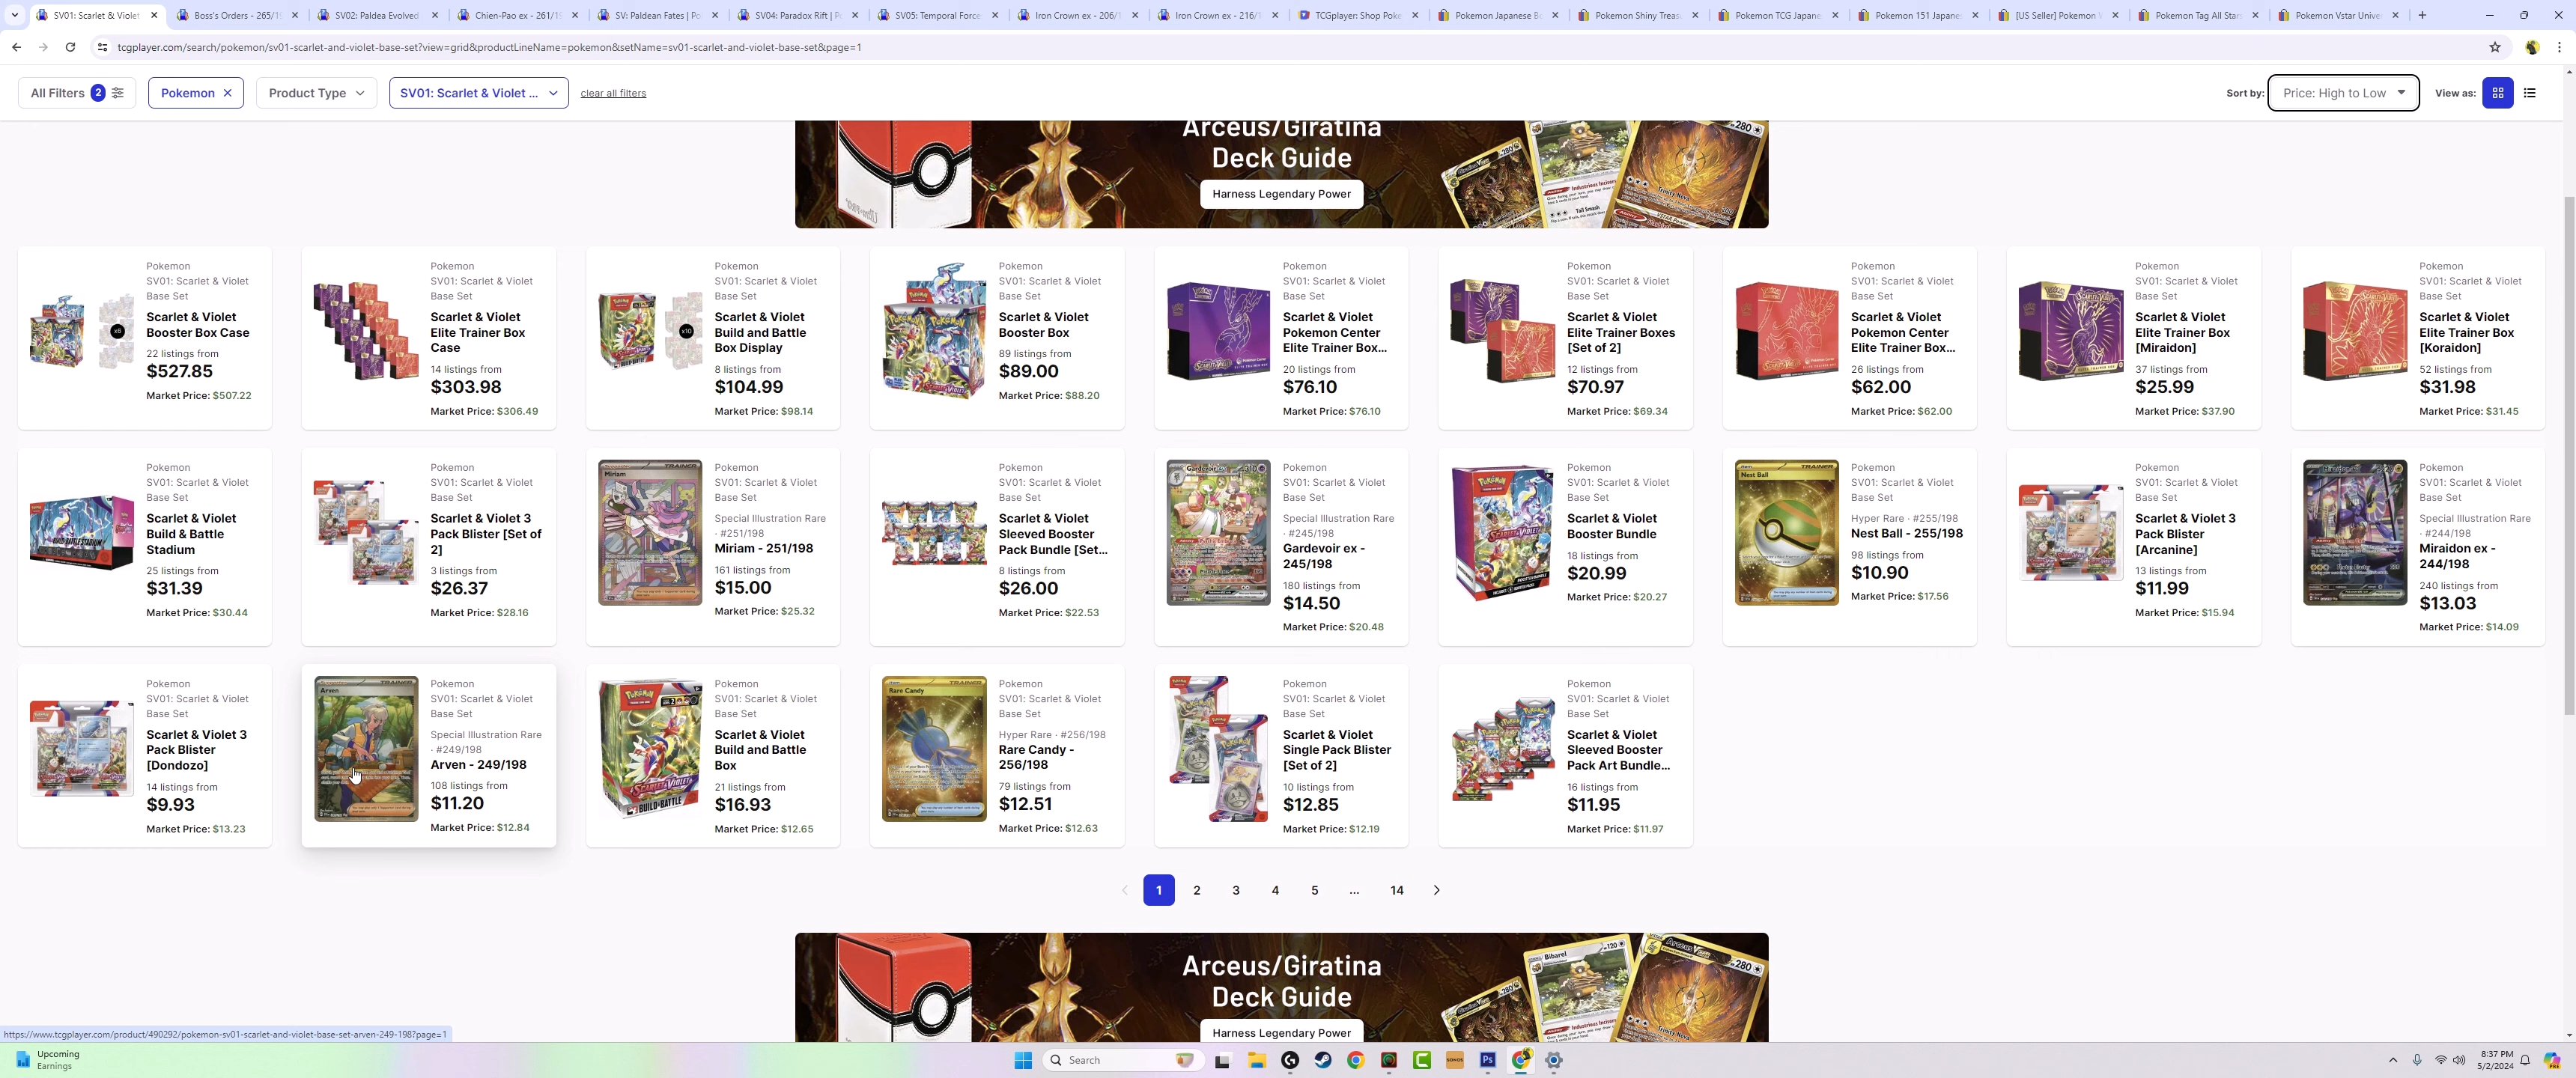 SV01: Scarlet & Violet
Boss's Orders - 265/1
SV02: Paldea Evolved
Chien-Pao ex - 261/1
SV: Paldean Fates | Po
SV04: Paradox Rift | P
SV05: Temporal Force
Iron Crown ex - 206/1
Iron Crown ex - 216/1
TCGplayer: Shop Poke
Pokemon Japanese Bo
Pokemon Shiny Treas
Pokemon TCG Japane
Pokemon 151 Japane
[US Seller] Pokemon
Pokemon Tag All Star
Pokemon Vstar Unive
tcgplayer.com/search/pokemon/sv01-scarlet-and-violet-base-set?view=grid&productLineName=pokemon&setName=sv01-scarlet-and-violet-base-set&page=1
All Filters 2
Pokemon
Product Type
SV01: Scarlet & Violet ...
clear all filters
Sort by:
Price: High to Low
View as:
Arceus/Giratina
Deck Guide
Harness Legendary Power
280
280
Tail Smash
Trinity Nova
Pokemon
SV01: Scarlet & Violet
Base Set
Scarlet & Violet
Booster Box Case
22 listings from
$527.85
Market Price: $507.22
x6
Pokemon
SV01: Scarlet & Violet
Base Set
Scarlet & Violet
Elite Trainer Box
Case
14 listings from
$303.98
Market Price: $306.49
Pokemon
SV01: Scarlet & Violet
Base Set
Scarlet & Violet
Build and Battle
Box Display
8 listings from
$104.99
Market Price: $98.14
x10
Pokemon
SV01: Scarlet & Violet
Base Set
Scarlet & Violet
Booster Box
89 listings from
$89.00
Market Price: $88.20
Pokemon
SV01: Scarlet & Violet
Base Set
Scarlet & Violet
Pokemon Center
Elite Trainer Box...
20 listings from
$76.10
Market Price: $76.10
Pokemon
SV01: Scarlet & Violet
Base Set
Scarlet & Violet
Elite Trainer Boxes
[Set of 2]
12 listings from
$70.97
Market Price: $69.34
Pokemon
SV01: Scarlet & Violet
Base Set
Scarlet & Violet
Pokemon Center
Elite Trainer Box...
26 listings from
$62.00
Market Price: $62.00
Pokemon
SV01: Scarlet & Violet
Base Set
Scarlet & Violet
Elite Trainer Box
[Miraidon]
37 listings from
$25.99
Market Price: $37.90
Pokemon
SV01: Scarlet & Violet
Base Set
Scarlet & Violet
Elite Trainer Box
[Koraidon]
52 listings from
$31.98
Market Price: $31.45
Pokemon
SV01: Scarlet & Violet
Base Set
Scarlet & Violet
Build & Battle
Stadium
25 listings from
$31.39
Market Price: $30.44
Pokemon
SV01: Scarlet & Violet
Base Set
Scarlet & Violet 3
Pack Blister [Set of
2]
3 listings from
$26.37
Market Price: $28.16
Miriam
TRAINER
Pokemon
SV01: Scarlet & Violet
Base Set
Special Illustration Rare
· #251/198
Miriam - 251/198
161 listings from
$15.00
Market Price: $25.32
Pokemon
SV01: Scarlet & Violet
Base Set
Scarlet & Violet
Sleeved Booster
Pack Bundle [Set...
8 listings from
$26.00
Market Price: $22.53
Gardevoir
310
Pokemon
SV01: Scarlet & Violet
Base Set
Special Illustration Rare
· #245/198
Gardevoir ex -
245/198
180 listings from
$14.50
Market Price: $20.48
Pokemon
SV01: Scarlet & Violet
Base Set
Scarlet & Violet
Booster Bundle
18 listings from
$20.99
Market Price: $20.27
Nest Ball
TRAINER
Pokemon
SV01: Scarlet & Violet
Base Set
Hyper Rare · #255/198
Nest Ball - 255/198
98 listings from
$10.90
Market Price: $17.56
Pokemon
SV01: Scarlet & Violet
Base Set
Scarlet & Violet 3
Pack Blister
[Arcanine]
13 listings from
$11.99
Market Price: $15.94
Pokemon
SV01: Scarlet & Violet
Base Set
Special Illustration Rare
· #244/198
Miraidon ex -
244/198
240 listings from
$13.03
Market Price: $14.09
Pokemon
SV01: Scarlet & Violet
Base Set
Scarlet & Violet 3
Pack Blister
[Dondozo]
14 listings from
$9.93
Market Price: $13.23
Arven
TRAINER
Pokemon
SV01: Scarlet & Violet
Base Set
Special Illustration Rare
· #249/198
Arven - 249/198
108 listings from
$11.20
Market Price: $12.84
Pokemon
SV01: Scarlet & Violet
Base Set
Scarlet & Violet
Build and Battle
Box
21 listings from
$16.93
Market Price: $12.65
Rare Candy
TRAINER
Pokemon
SV01: Scarlet & Violet
Base Set
Hyper Rare · #256/198
Rare Candy -
256/198
79 listings from
$12.51
Market Price: $12.63
Pokemon
SV01: Scarlet & Violet
Base Set
Scarlet & Violet
Single Pack Blister
[Set of 2]
10 listings from
$12.85
Market Price: $12.19
Pokemon
SV01: Scarlet & Violet
Base Set
Scarlet & Violet
Sleeved Booster
Pack Art Bundle...
16 listings from
$11.95
Market Price: $11.97
1 2 3 4 5 ... 14
Arceus/Giratina
Deck Guide
Harness Legendary Power
Bibarel
120
280
280
https://www.tcgplayer.com/product/490292/pokemon-sv01-scarlet-and-violet-base-set-arven-249-198?page=1
Upcoming
Earnings
Search
SONOS
Ps
8:37 PM
5/2/2024
PRE